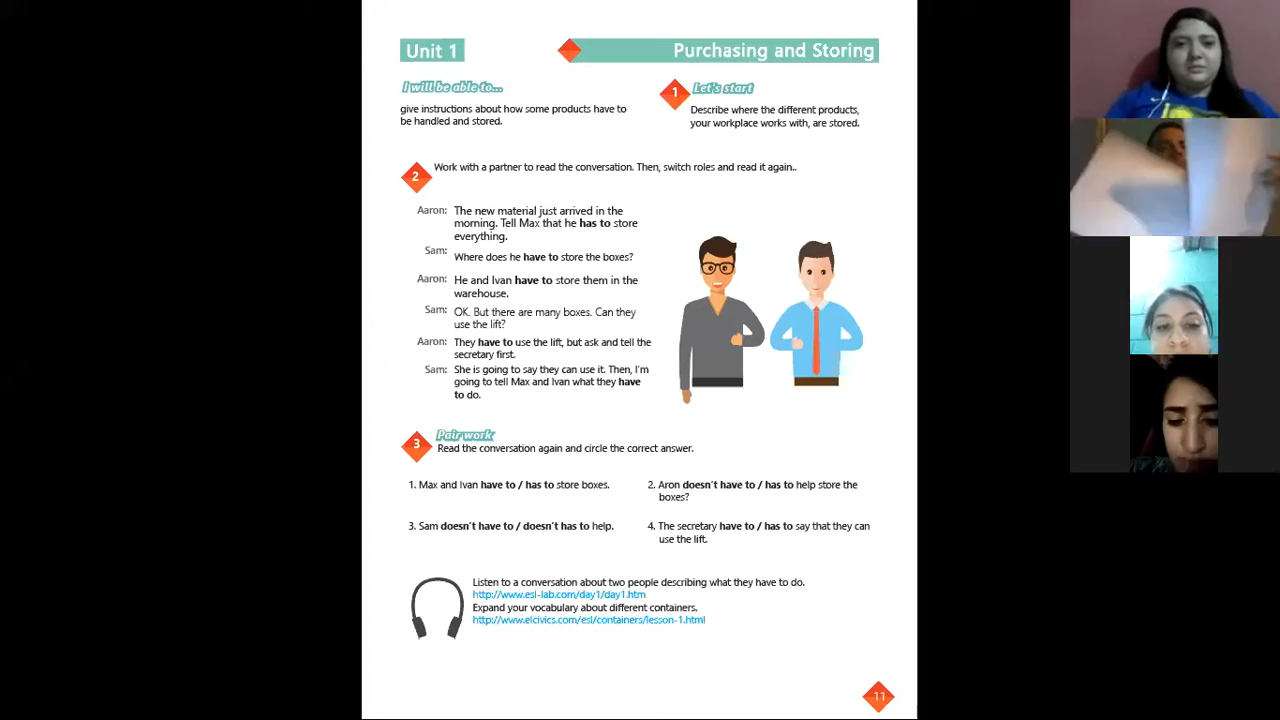 Unit 1
Purchasing and Storing
I will be able to...
give instructions about how some products have to
be handled and stored.
1
Let's start
Describe where the different products,
your workplace works with, are stored.
2
Work with a partner to read the conversation. Then, switch roles and read it again..
Aaron: The new material just arrived in the
morning. Tell Max that he has to store
everything.
Sam: Where does he have to store the boxes?
Aaron: He and Ivan have to store them in the
warehouse.
Sam: OK. But there are many boxes. Can they
use the lift?
Aaron: They have to use the lift, but ask and tell the
secretary first.
Sam: She is going to say they can use it. Then, I'm
going to tell Max and Ivan what they have
to do.
3
Pair work
Read the conversation again and circle the correct answer.
1. Max and Ivan have to / has to store boxes.
2. Aron doesn't have to / has to help store the
boxes?
3. Sam doesn't have to / doesn't has to help.
4. The secretary have to / has to say that they can
use the lift.
Listen to a conversation about two people describing what they have to do.
http://www.esl-lab.com/day1/day1.htm
Expand your vocabulary about different containers.
http://www.elcivics.com/esl/containers/lesson-1.html
11